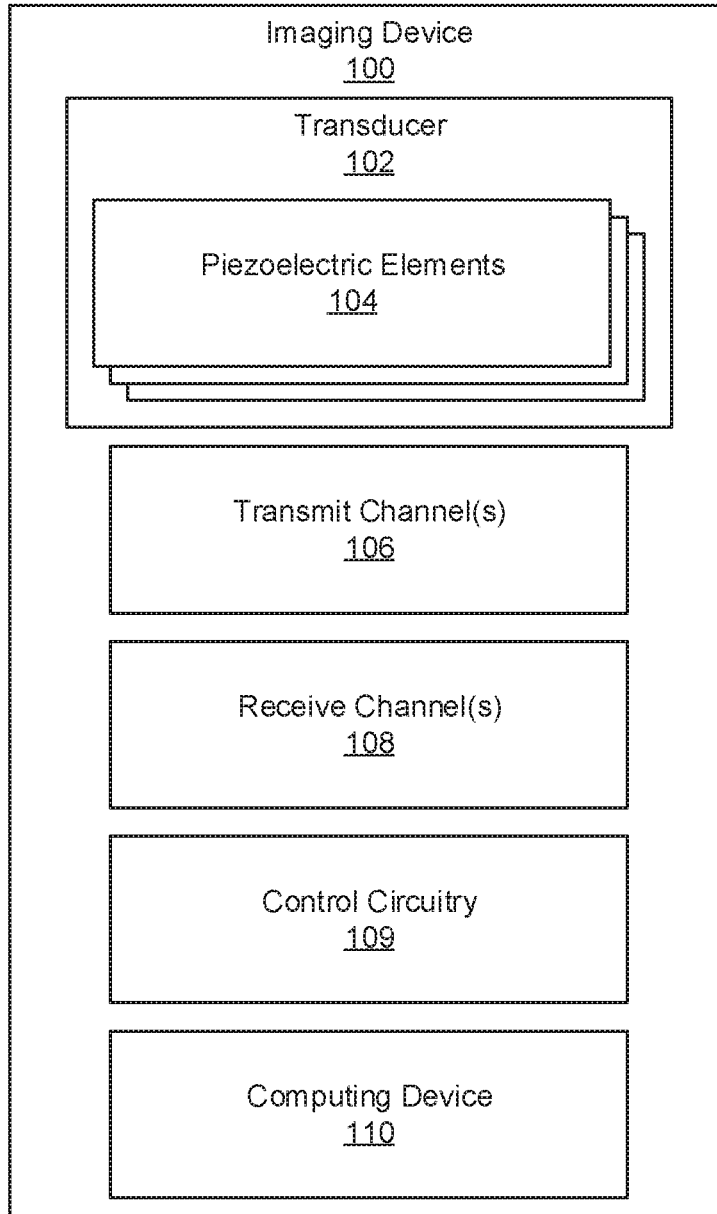 Imaging Device
100
Transducer
102
Piezoelectric Elements
104
Transmit Channel(s)
106
Receive Channel(s)
108
Control Circuitry
109
Computing Device
110